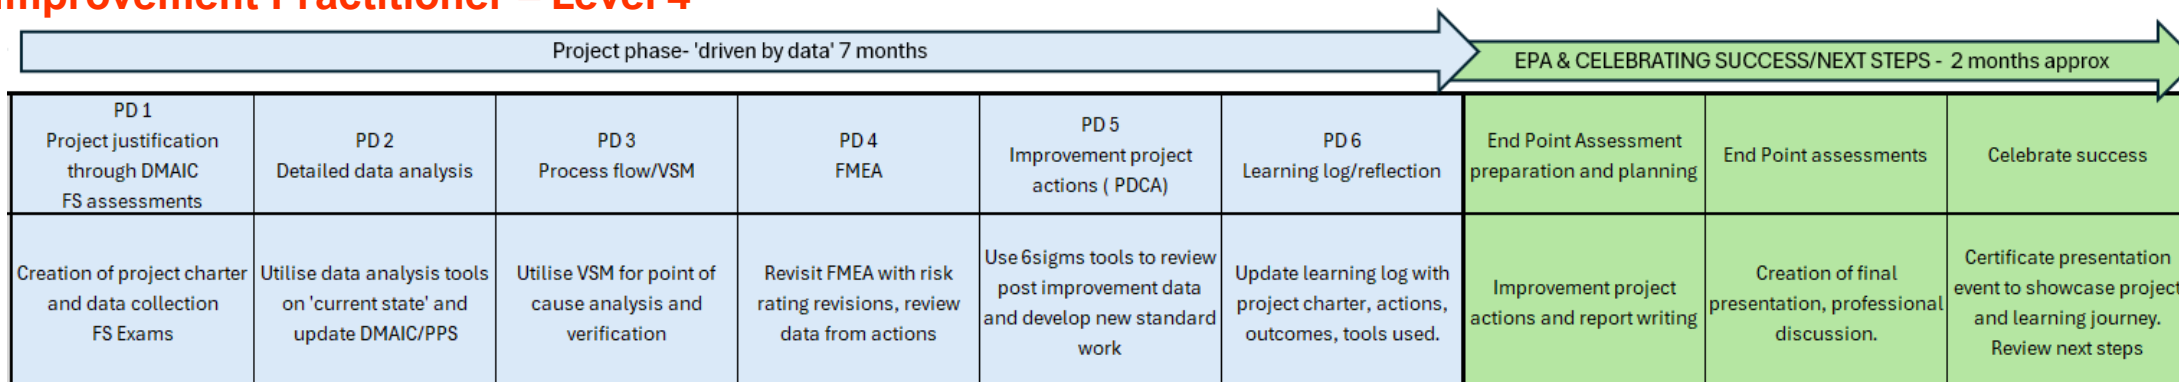 Improvement Practitioner – Level 4
Project phase- 'driven by data' 7 months
EPA & CELEBRATING SUCCESS/NEXT STEPS - 2 months approx
PD 1
Project justification
through DMAIC
FS assessments
PD 2
Detailed data analysis
PD 3
Process flow/VSM
PD 4
FMEA
PD 5
Improvement project
actions ( PDCA)
PD 6
Learning log/reflection
End Point Assessment
preparation and planning
End Point assessments
Celebrate success
Creation of project charter
and data collection
FS Exams
Utilise data analysis tools
on 'current state' and
update DMAIC/PPS
Utilise VSM for point of
cause analysis and
verification
Revisit FMEA with risk
rating revisions, review
data from actions
Use 6sigms tools to review
post improvement data
and develop new standard
work
Update learning log with
project charter, actions,
outcomes, tools used.
Improvement project
actions and report writing
Creation of final
presentation, professional
discussion.
Certificate presentation
event to showcase project
and learning journey.
Review next steps